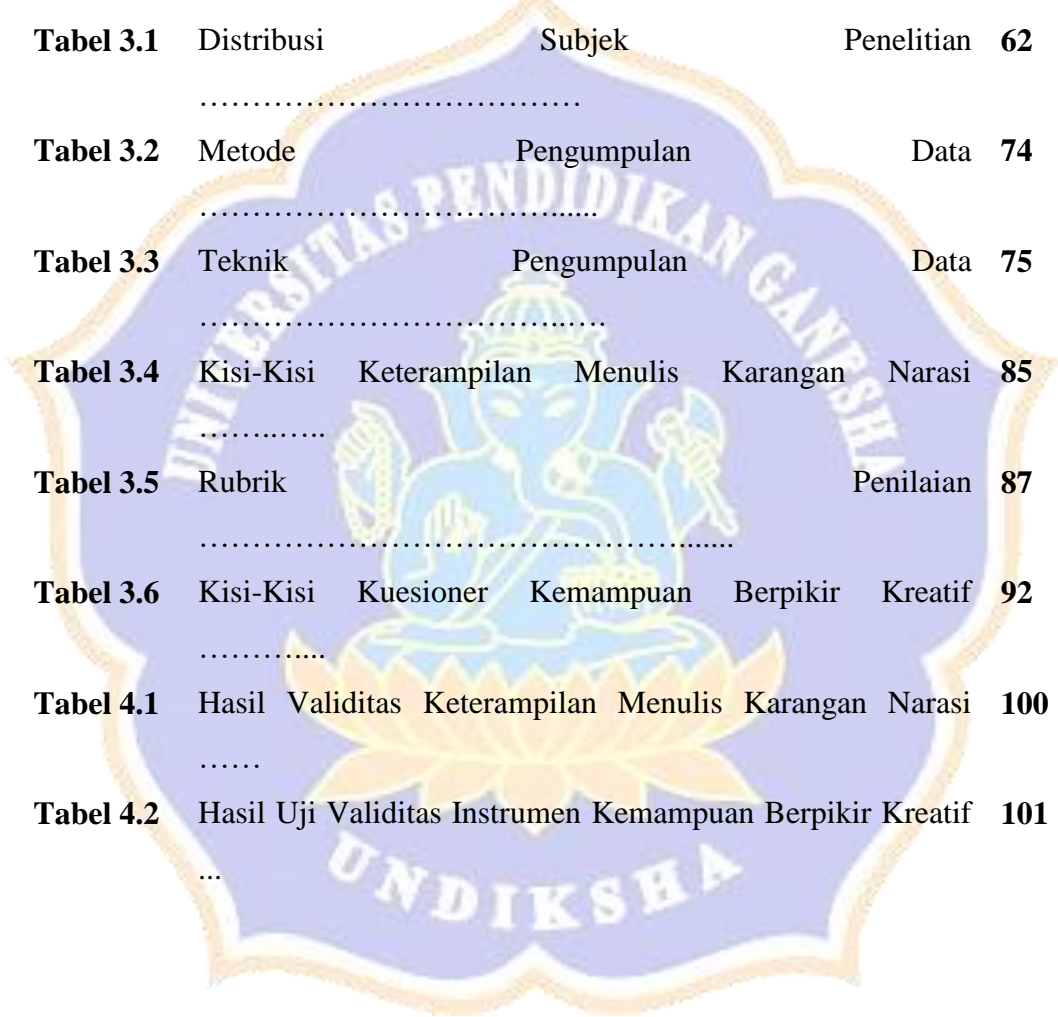 Tabel 3.1 Distribusi Subjek Penelitian 62
………………………………
Tabel 3.2 Metode Pengumpulan Data 74
……………………………......
Tabel 3.3 Teknik Pengumpulan Data 75
……………………………..….
Tabel 3.4 Kisi-Kisi Keterampilan Menulis Karangan Narasi 85
……..…..
Tabel 3.5 Rubrik Penilaian 87
……………………………………….......
Tabel 3.6 Kisi-Kisi Kuesioner Kemampuan Berpikir Kreatif 92
………....
Tabel 4.1 Hasil Validitas Keterampilan Menulis Karangan Narasi 100
……
Tabel 4.2 Hasil Uji Validitas Instrumen Kemampuan Berpikir Kreatif 101
...
UNIVERSITAS PENDIDIKAN GANESHA
UNDIKSHA